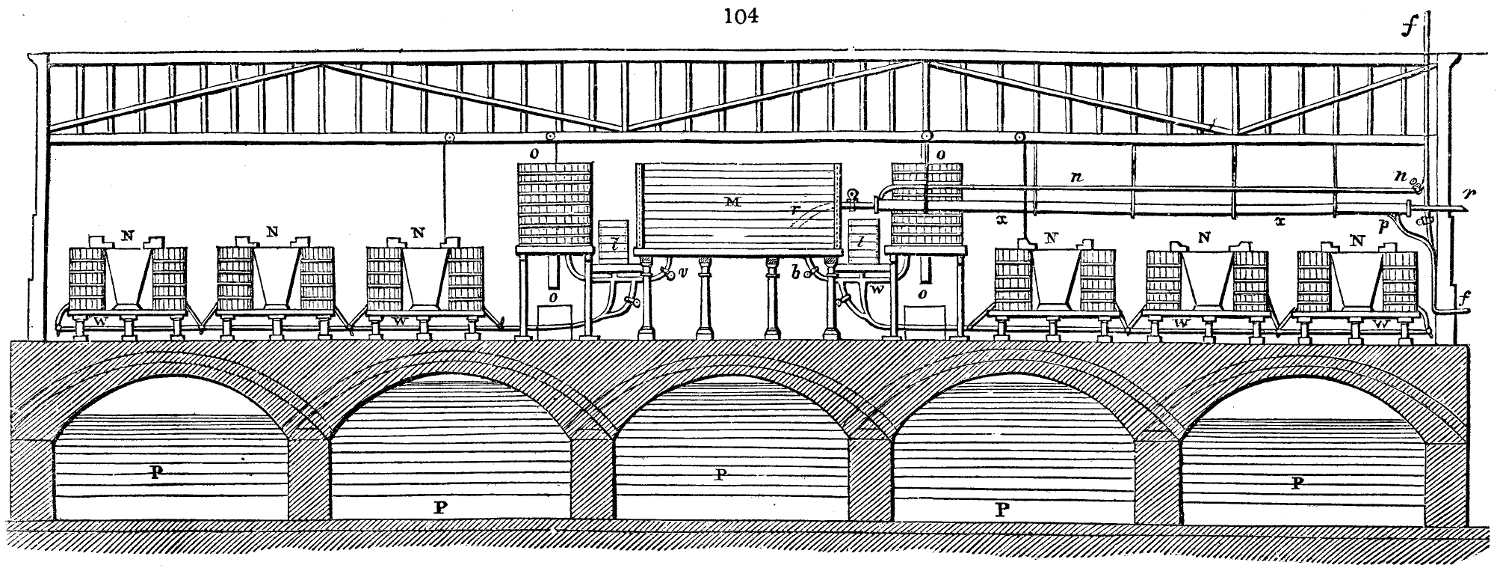 104
f
o o
n n
r
M r
x x p
N N N N N N
l l
v b w
o o f
w w w w
P P P P P